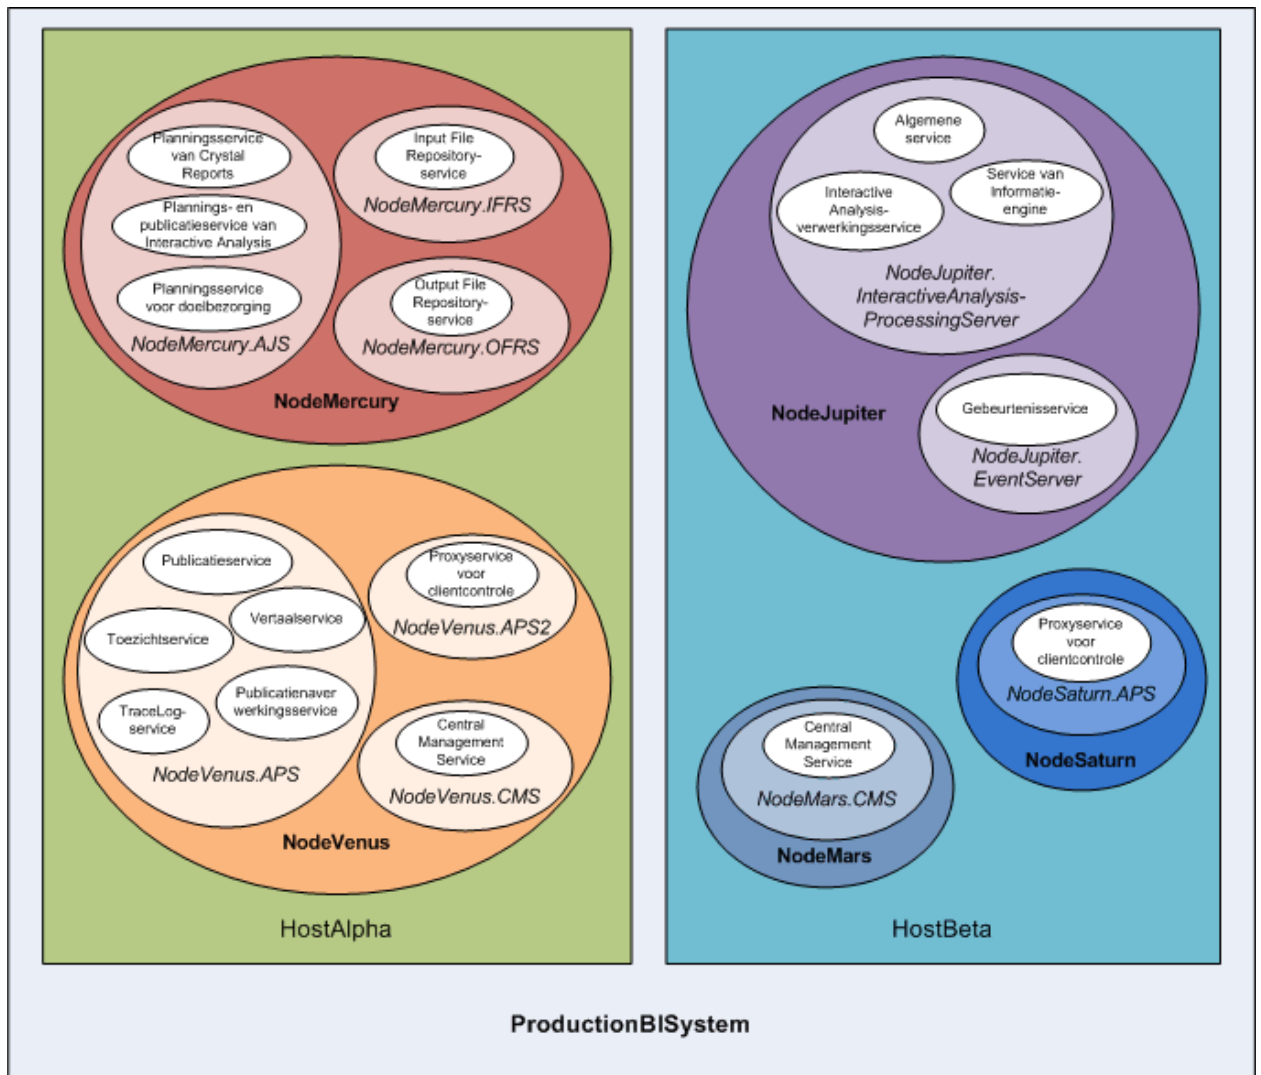 Planningsservice
van Crystal
Reports
Plannings- en
publicatieservice van
Interactive Analysis
Planningsservice
voor doelbezorging
NodeMercury.AJS
Input File
Repository-
service
NodeMercury.IFRS
Output File
Repository-
service
NodeMercury.OFRS
NodeMercury
Publicatieservice
Vertaalservice
Toezichtservice
Publicatienaver
werkingsservice
TraceLog-
service
NodeVenus.APS
Proxyservice
voor
clientcontrole
NodeVenus.APS2
Central
Management
Service
NodeVenus.CMS
NodeVenus
HostAlpha
Algemene
service
Interactive
Analysis-
verwerkingsservice
Service van
Informatie-
engine
NodeJupiter.
InteractiveAnalysis-
ProcessingServer
NodeJupiter
Gebeurtenisservice
NodeJupiter.
EventServer
Proxyservice
voor
clientcontrole
NodeSaturn.APS
NodeSaturn
Central
Management
Service
NodeMars.CMS
NodeMars
HostBeta
ProductionBISystem